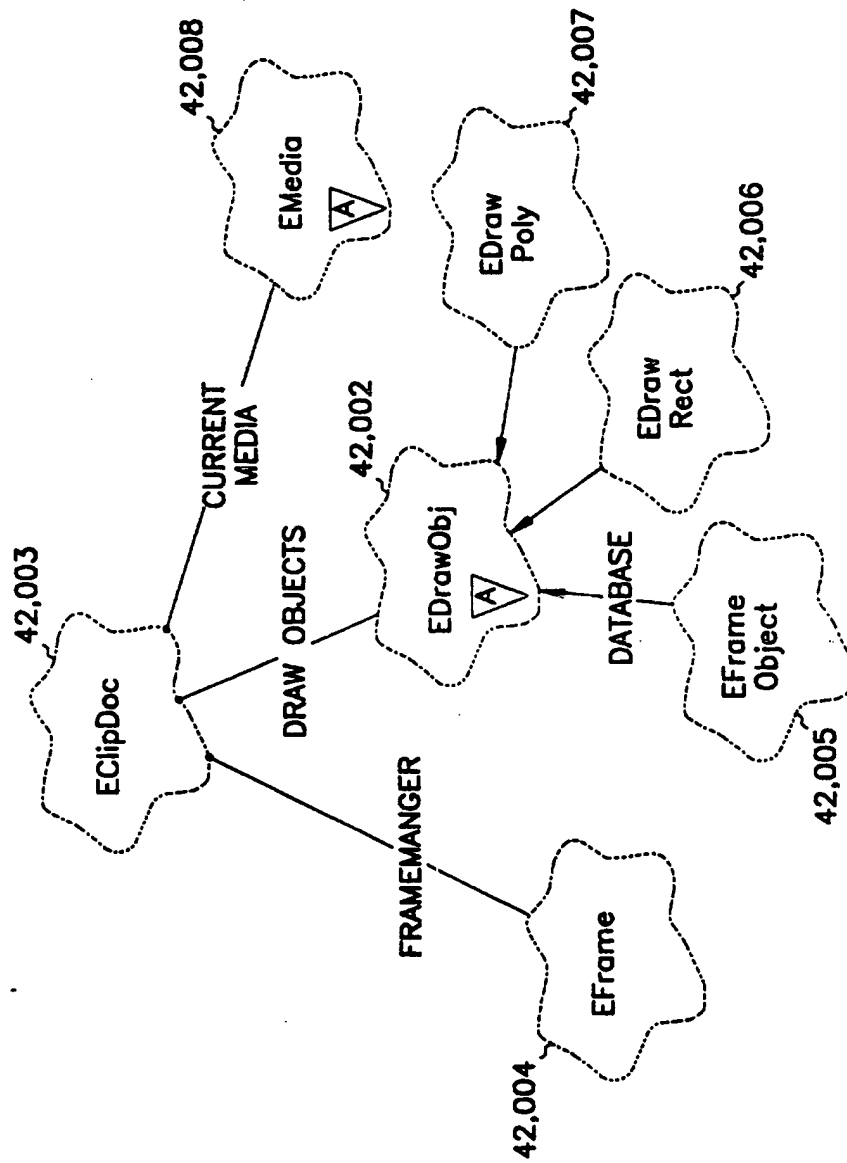 42,003
EClipDoc
42,008
EMedia
A
CURRENT
MEDIA
DRAW OBJECTS
FRAMEMANGER
42,002
EDrawObj
A
42,007
EDraw
Poly
42,006
EDraw
Rect
DATABASE
EFrame
Object
42,005
EFrame
42,004